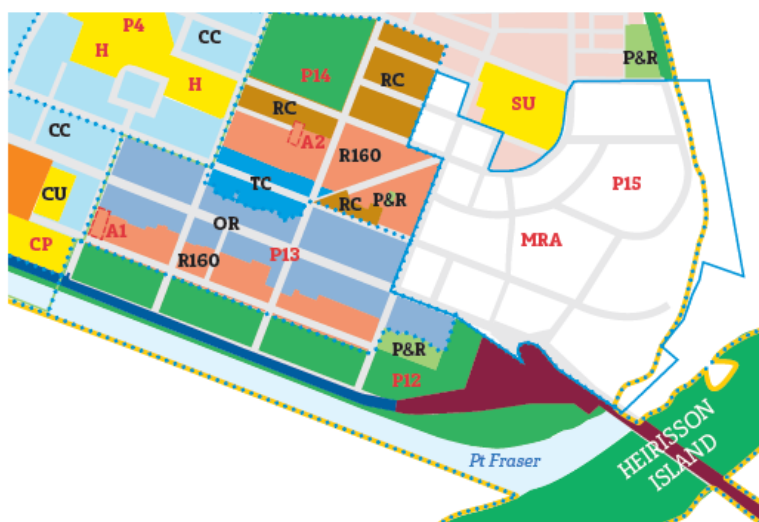 P4
CC
H
P&R
P14
RC
H
RC
SU
CC
A2
R160
P15
TC
CU
RC
P&R
A1
OR
CP
MRA
R160
P13
P&R
P12
HEIRISSON
ISLAND
Pt Fraser